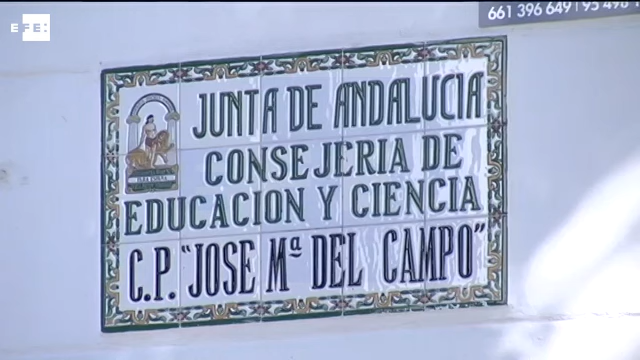 EFE:
661 396 649 | 95 498
JUNTA DE ANDALUCIA
CONSEJERIA DE
EDUCACION Y CIENCIA
C.P. "JOSE Mª DEL CAMPO"